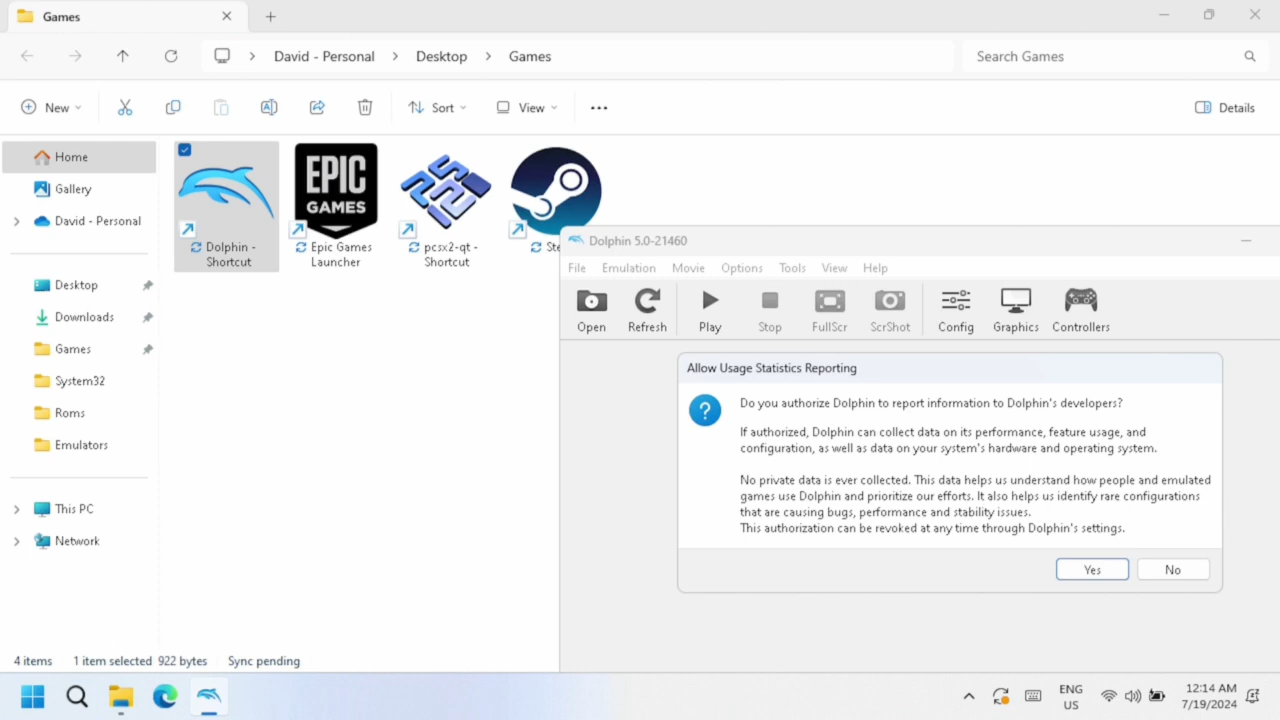 Games
David - Personal
Desktop
Games
Search Games
New
Sort
View
Details
Home
Gallery
David - Personal
Desktop
Downloads
Games
System32
Roms
Emulators
This PC
Network
Dolphin -
Shortcut
EPIC
GAMES
Epic Games
Launcher
pcsx2-qt -
Shortcut
Dolphin 5.0-21460
File Emulation Movie Options Tools View Help
Open Refresh Play Stop FullScr ScrShot Config Graphics Controllers
Allow Usage Statistics Reporting
Do you authorize Dolphin to report information to Dolphin's developers?
If authorized, Dolphin can collect data on its performance, feature usage, and
configuration, as well as data on your system's hardware and operating system.
No private data is ever collected. This data helps us understand how people and emulated
games use Dolphin and prioritize our efforts. It also helps us identify rare configurations
that are causing bugs, performance and stability issues.
This authorization can be revoked at any time through Dolphin's settings.
Yes No
4 items 1 item selected 922 bytes Sync pending
ENG
US
12:14 AM
7/19/2024